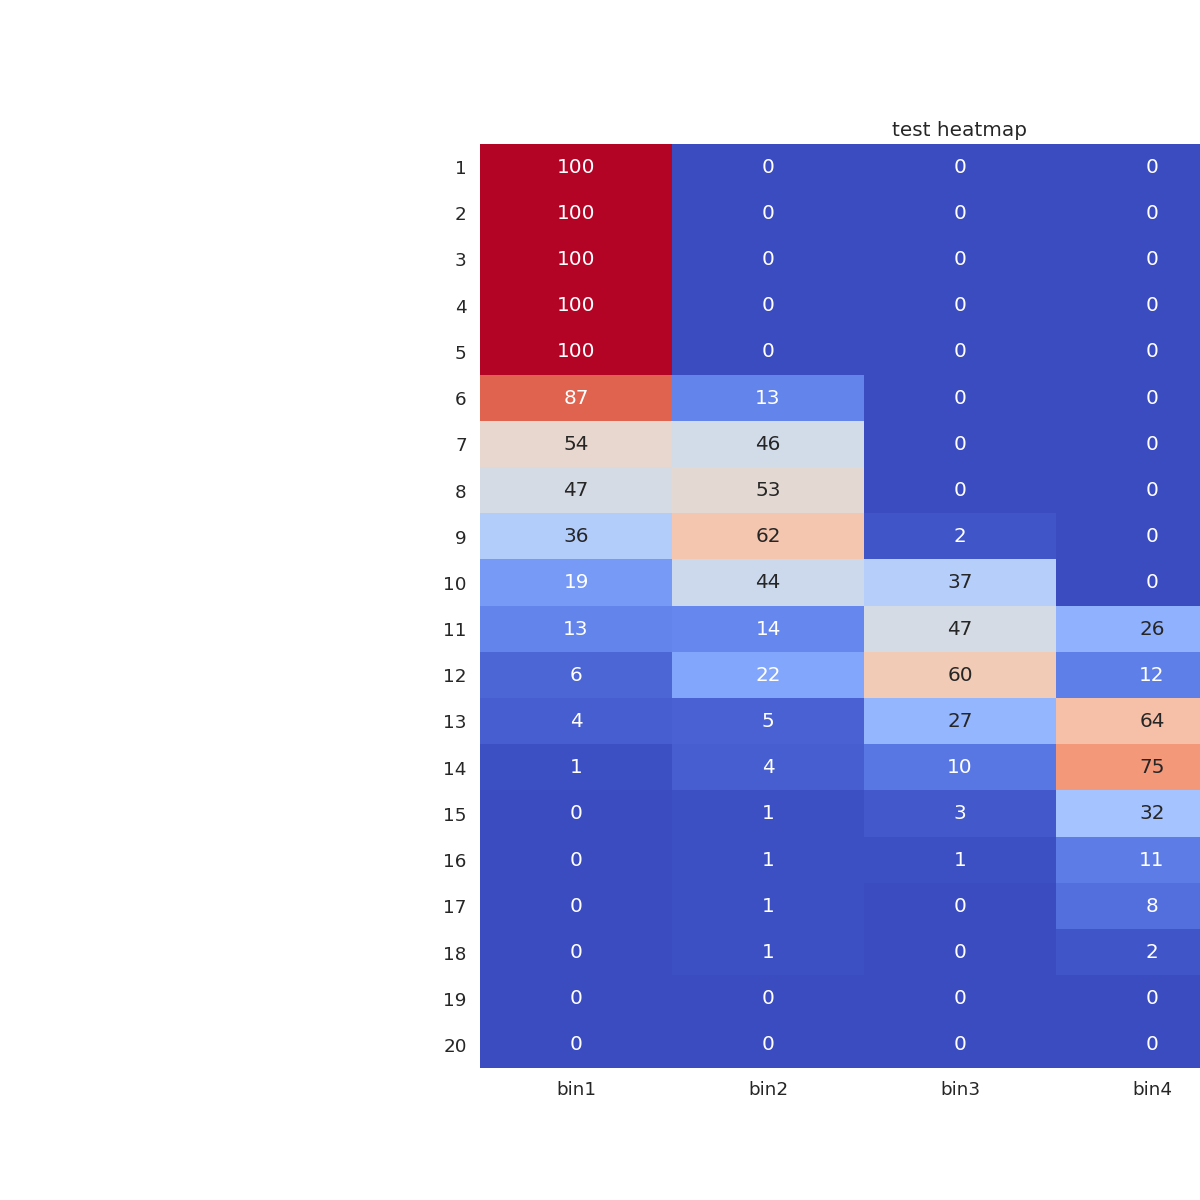 test heatmap
1 100 0 0 0
2 100 0 0 0
3 100 0 0 0
4 100 0 0 0
5 100 0 0 0
6 87 13 0 0
7 54 46 0 0
8 47 53 0 0
9 36 62 2 0
10 19 44 37 0
11 13 14 47 26
12 6 22 60 12
13 4 5 27 64
14 1 4 10 75
15 0 1 3 32
16 0 1 1 11
17 0 1 0 8
18 0 1 0 2
19 0 0 0 0
20 0 0 0 0
bin1 bin2 bin3 bin4